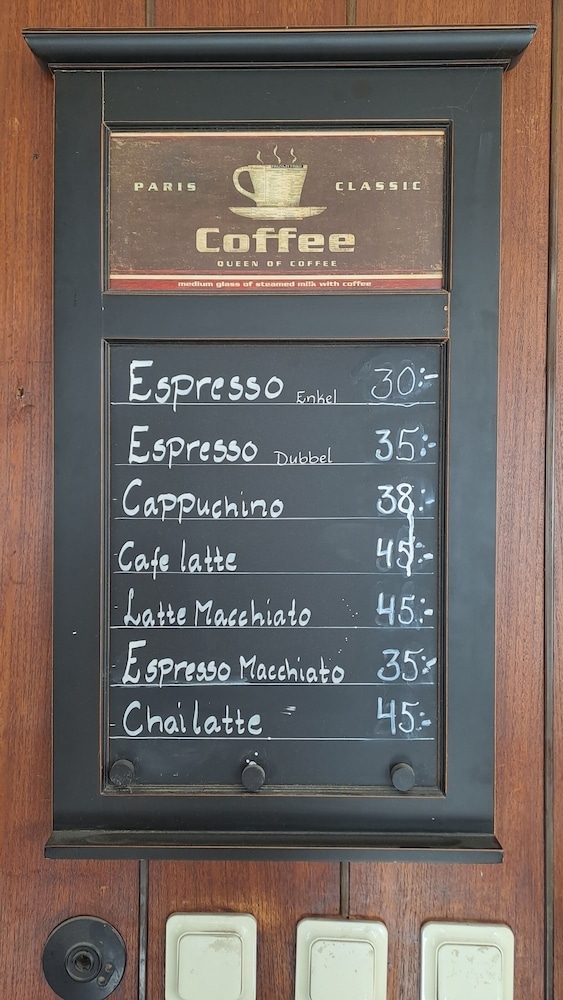 PARIS CLASSIC
Coffee
QUEEN OF COFFEE
medium glass of steamed milk with coffee
Espresso Enkel 30:-
Espresso Dubbel 35:-
Cappuchino 38:-
Cafe latte 45:-
Latte Macchiato 45:-
Espresso Macchiato 35:-
Chailatte 45:-